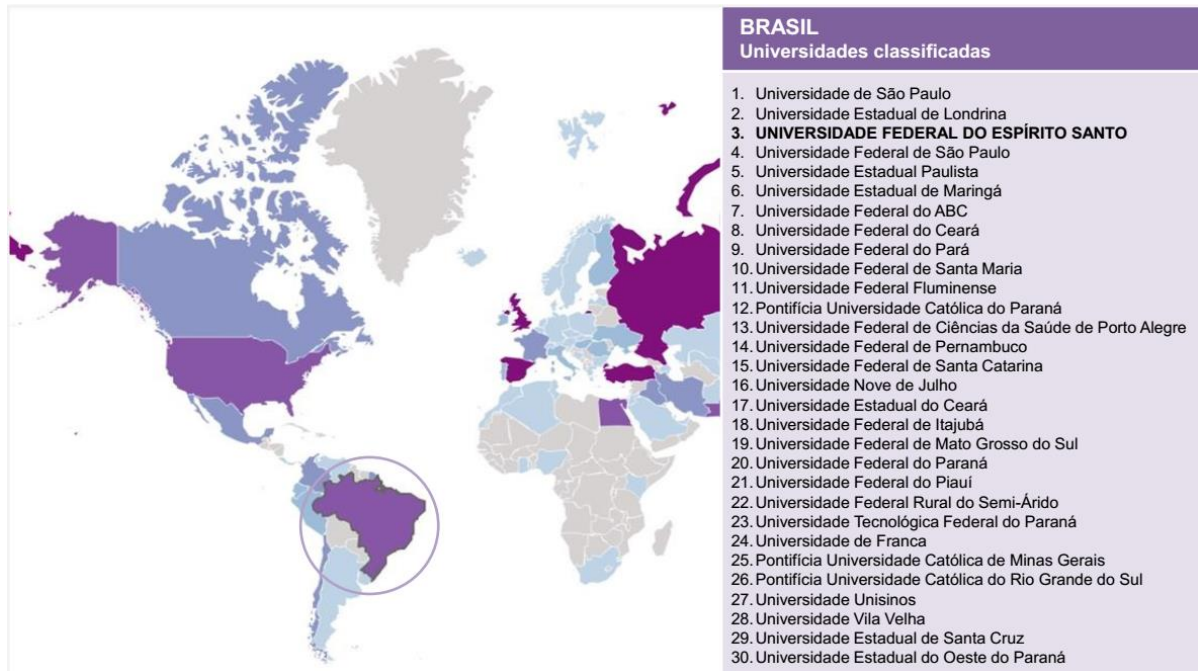 BRASIL
Universidades classificadas
1. Universidade de São Paulo
2. Universidade Estadual de Londrina
3. UNIVERSIDADE FEDERAL DO ESPÍRITO SANTO
4. Universidade Federal de São Paulo
5. Universidade Estadual Paulista
6. Universidade Estadual de Maringá
7. Universidade Federal do ABC
8. Universidade Federal do Ceará
9. Universidade Federal do Pará
10. Universidade Federal de Santa Maria
11. Universidade Federal Fluminense
12. Pontifícia Universidade Católica do Paraná
13. Universidade Federal de Ciências da Saúde de Porto Alegre
14. Universidade Federal de Pernambuco
15. Universidade Federal de Santa Catarina
16. Universidade Nove de Julho
17. Universidade Estadual do Ceará
18. Universidade Federal de Itajubá
19. Universidade Federal de Mato Grosso do Sul
20. Universidade Federal do Paraná
21. Universidade Federal do Piauí
22. Universidade Federal Rural do Semi-Árido
23. Universidade Tecnológica Federal do Paraná
24. Universidade de Franca
25. Pontifícia Universidade Católica de Minas Gerais
26. Pontifícia Universidade Católica do Rio Grande do Sul
27. Universidade Unisinos
28. Universidade Vila Velha
29. Universidade Estadual de Santa Cruz
30. Universidade Estadual do Oeste do Paraná